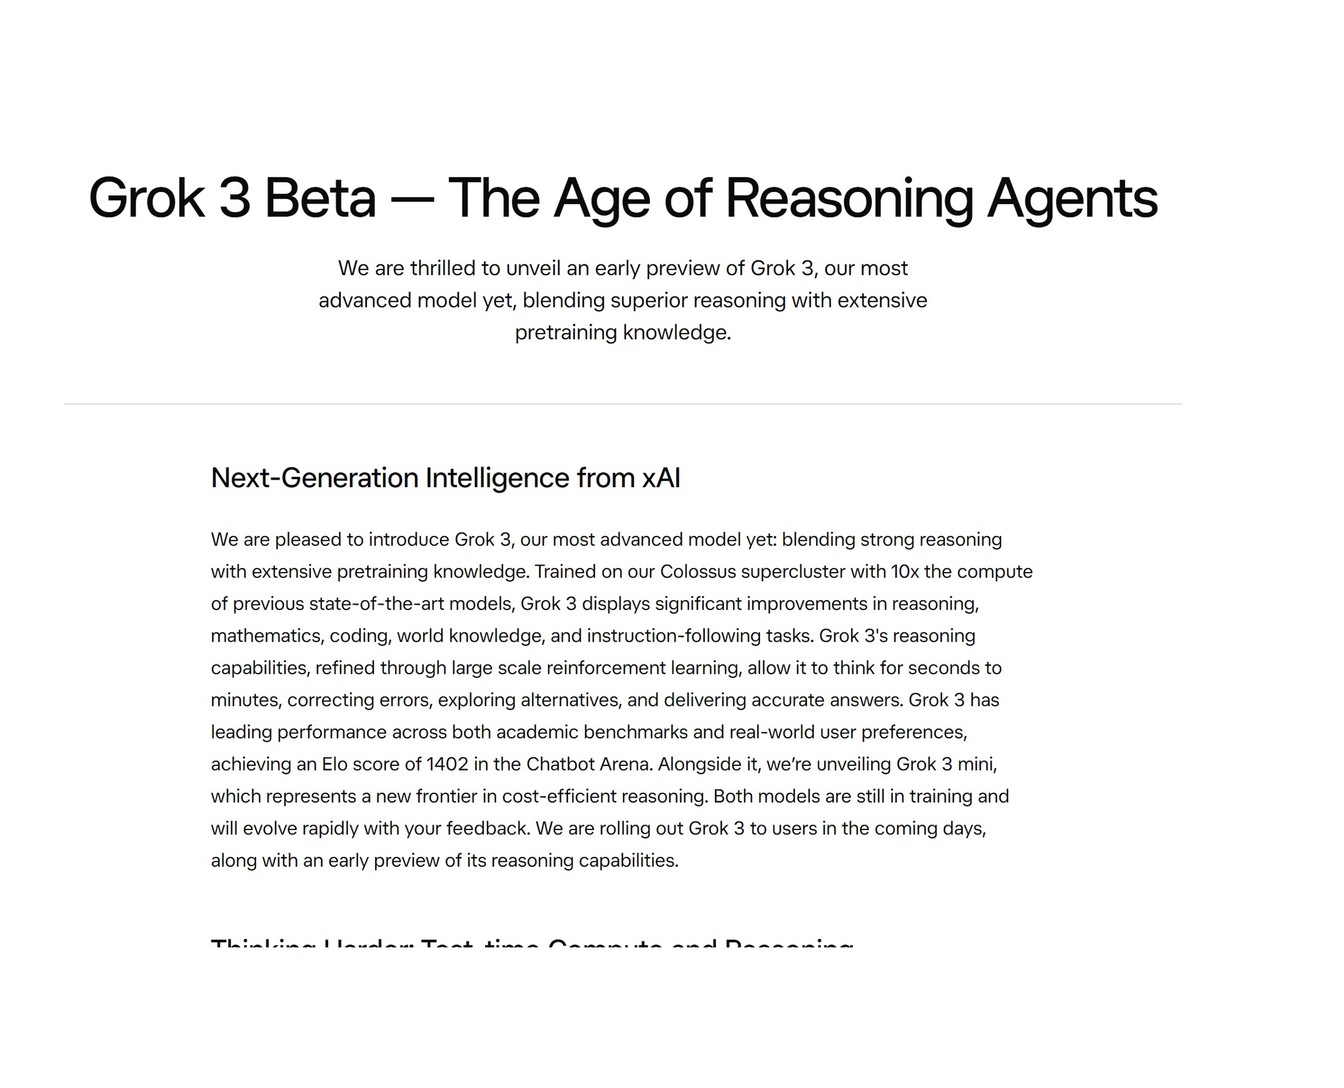 Grok 3 Beta — The Age of Reasoning Agents
We are thrilled to unveil an early preview of Grok 3, our most
advanced model yet, blending superior reasoning with extensive
pretraining knowledge.
Next-Generation Intelligence from xAI
We are pleased to introduce Grok 3, our most advanced model yet: blending strong reasoning
with extensive pretraining knowledge. Trained on our Colossus supercluster with 10x the compute
of previous state-of-the-art models, Grok 3 displays significant improvements in reasoning,
mathematics, coding, world knowledge, and instruction-following tasks. Grok 3's reasoning
capabilities, refined through large scale reinforcement learning, allow it to think for seconds to
minutes, correcting errors, exploring alternatives, and delivering accurate answers. Grok 3 has
leading performance across both academic benchmarks and real-world user preferences,
achieving an Elo score of 1402 in the Chatbot Arena. Alongside it, we’re unveiling Grok 3 mini,
which represents a new frontier in cost-efficient reasoning. Both models are still in training and
will evolve rapidly with your feedback. We are rolling out Grok 3 to users in the coming days,
along with an early preview of its reasoning capabilities.
Thinking Harder: Test-time Compute and Reasoning